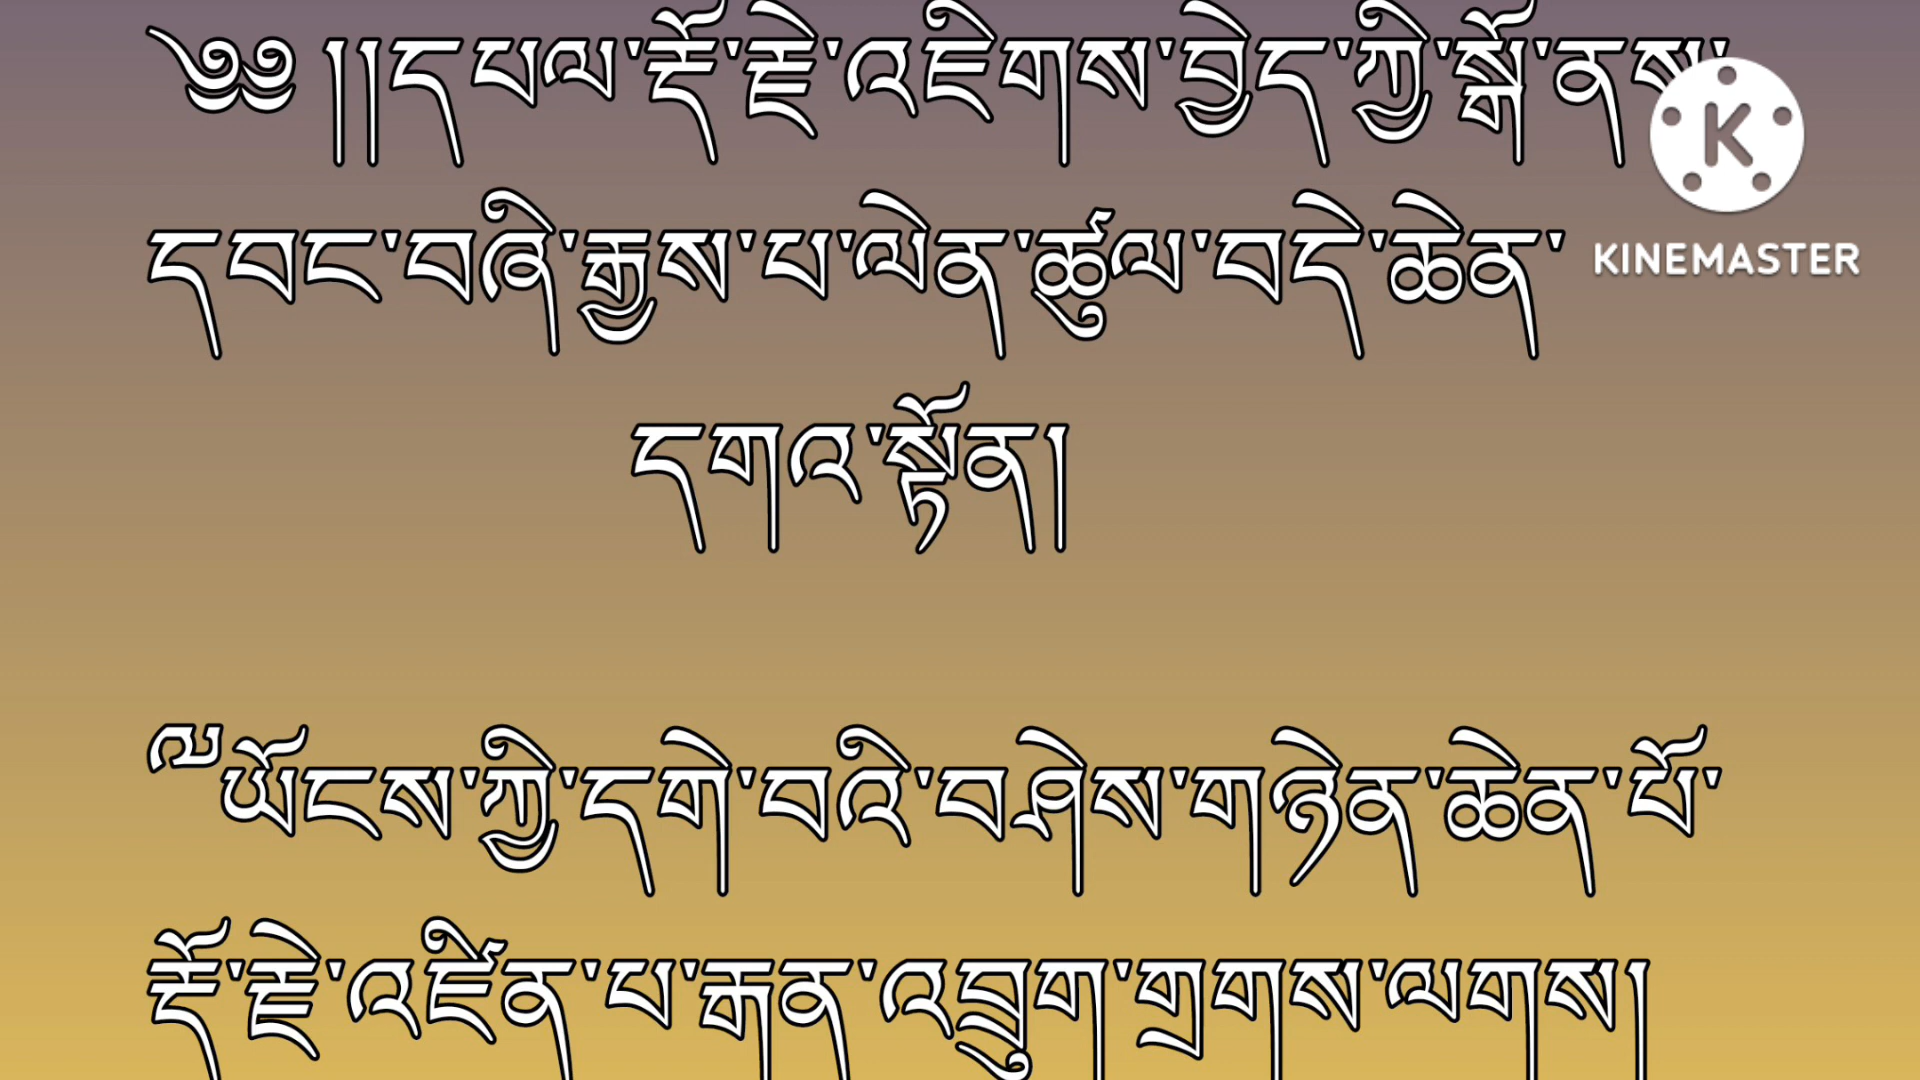 ༄༅ །།དཔལ་རྡོ་རྗེ་འཇིགས་བྱེད་ཀྱི་སྒོ་ནས་
དབང་བཞི་རྒྱས་པ་ལེན་ཚུལ་བདེ་ཆེན་
KINEMASTER
དགའ་སྟོན།
ཡོངས་ཀྱི་དགེ་བའི་བཤེས་གཉེན་ཆེན་པོ་
རྡོ་རྗེ་འཛིན་པ་རྒན་འབྲུག་གྲགས་ལགས།